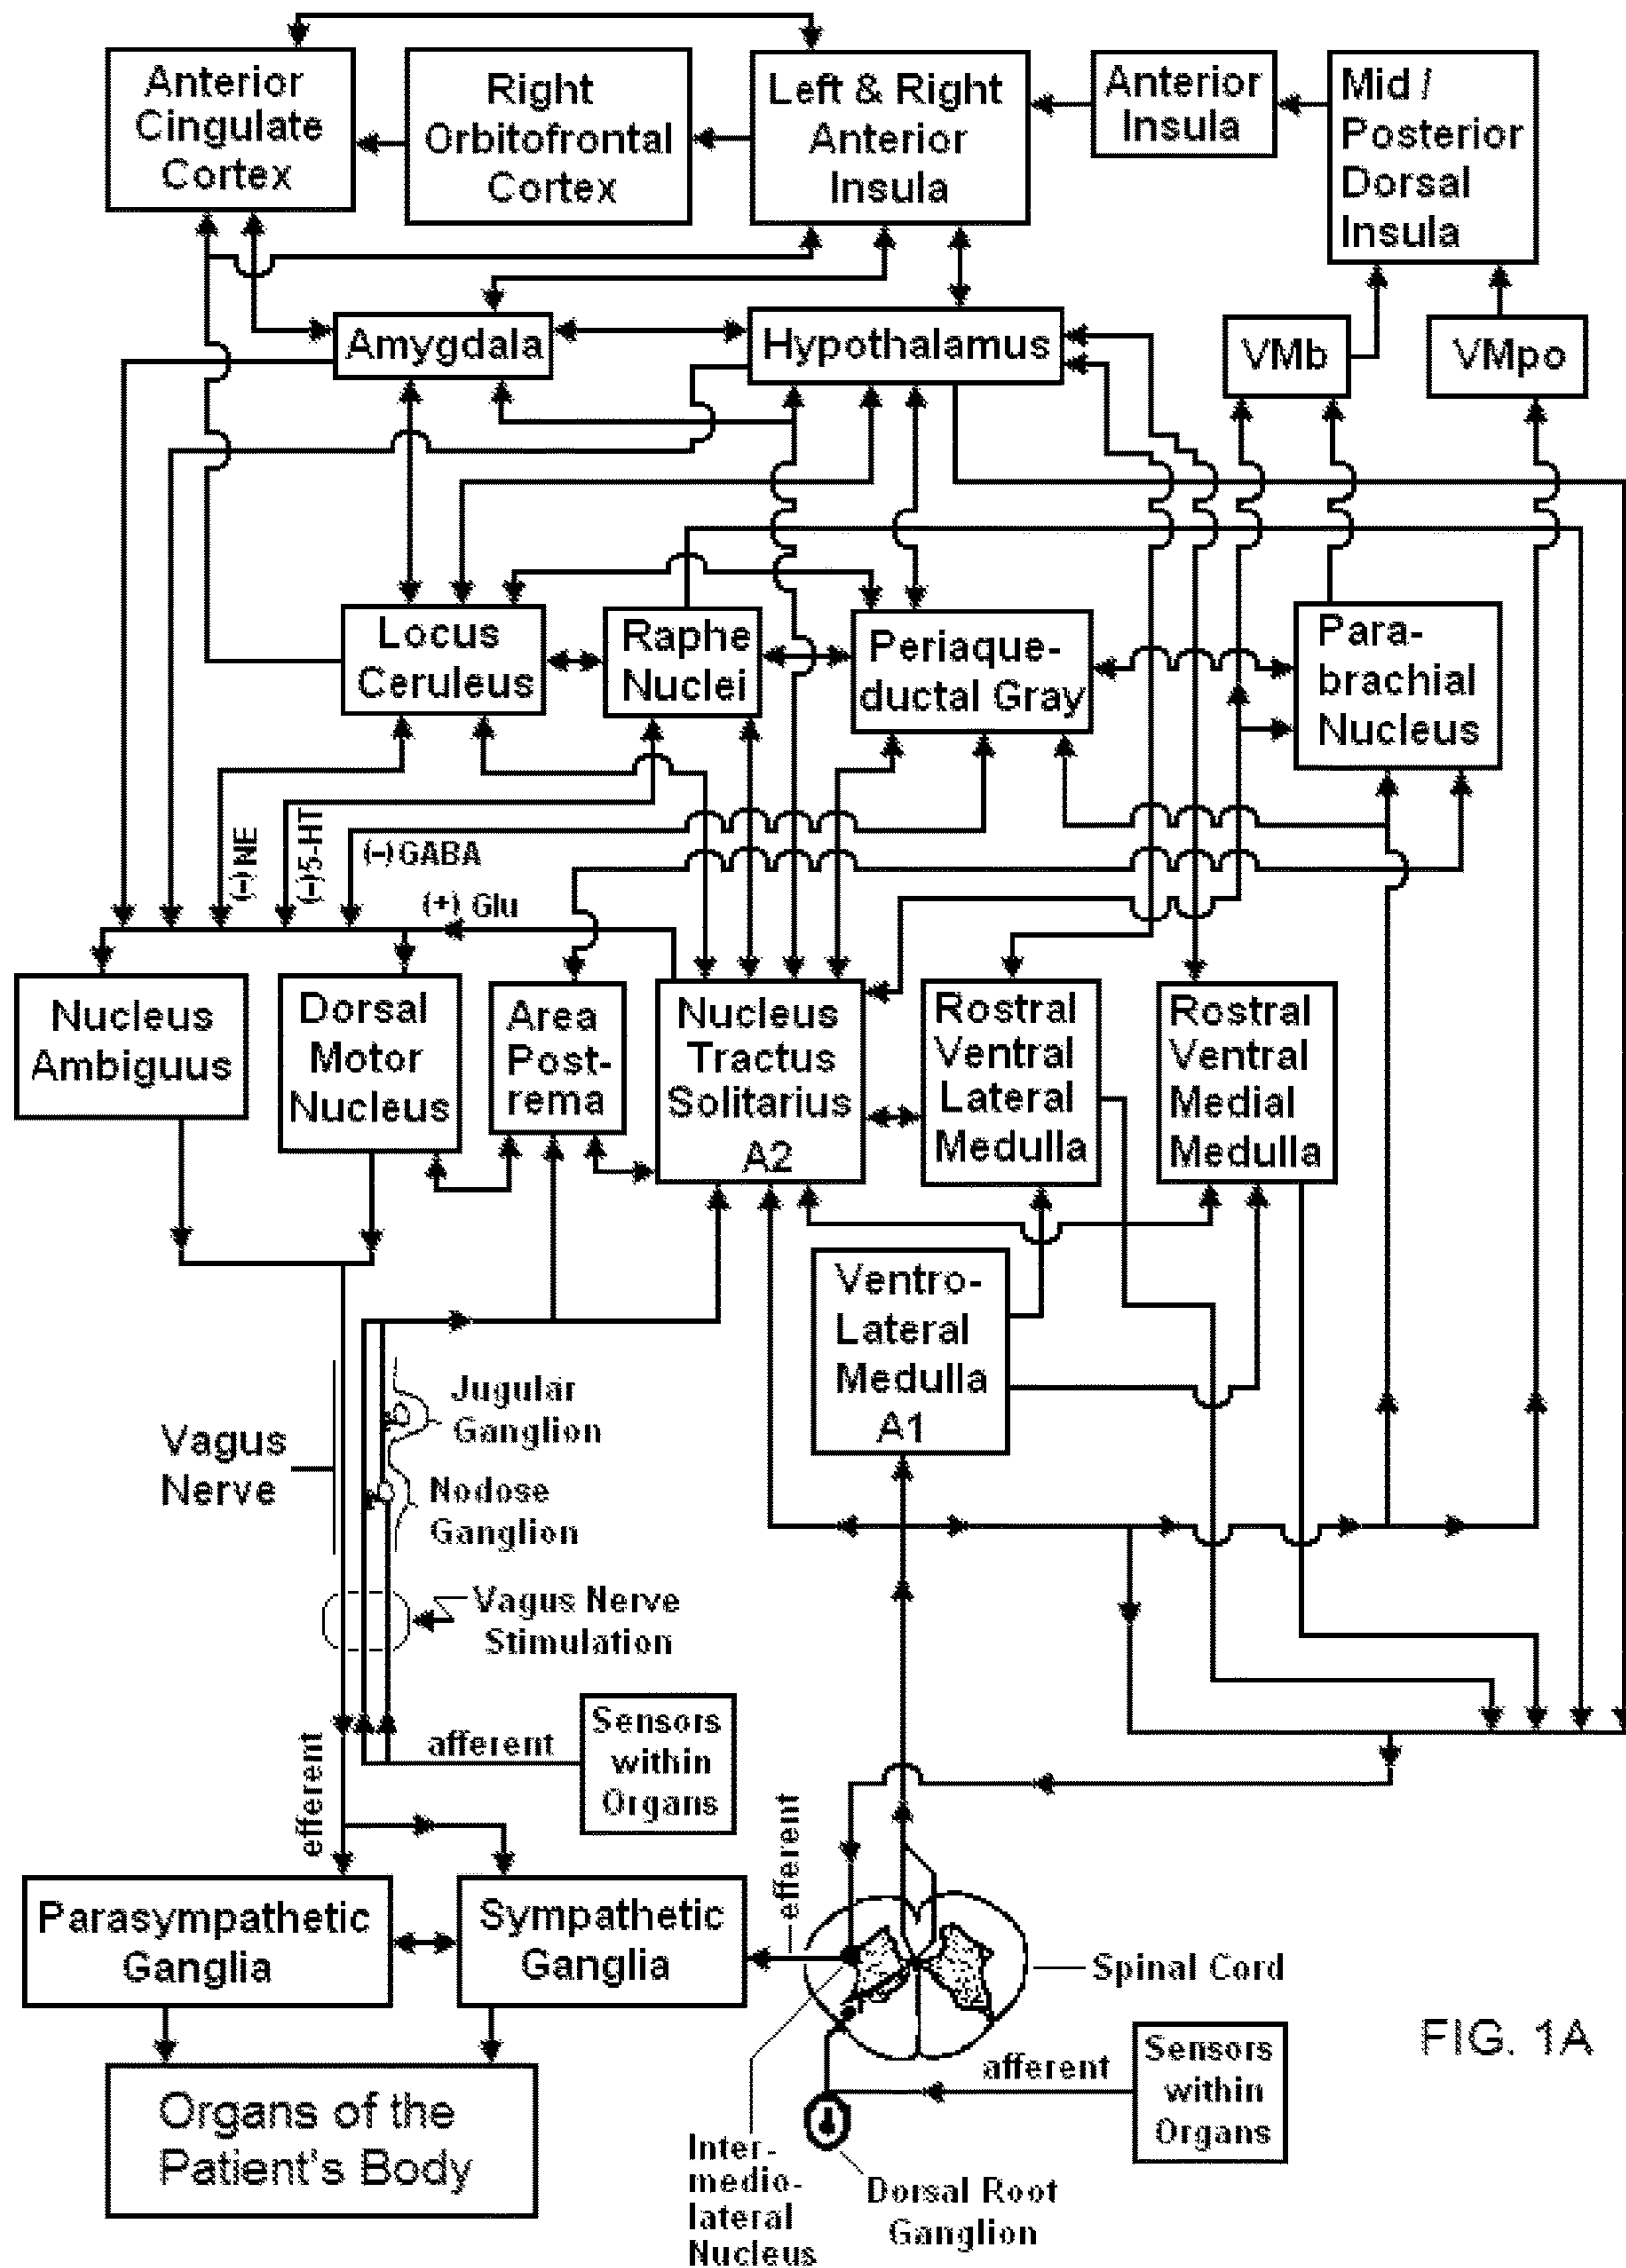 Anterior
Cingulate
Cortex
Right
Orbitofrontal
Cortex
Left & Right
Anterior
Insula
Anterior
Insula
Mid /
Posterior
Dorsal
Insula
Amygdala
Hypothalamus
VMb
VMpo
Locus
Ceruleus
Raphe
Nuclei
Periaque-
ductal Gray
Para-
brachial
Nucleus
(-) NE
(-)5-HT
(-)GABA
(+) Glu
Nucleus
Ambiguus
Dorsal
Motor
Nucleus
Area
Post-
rema
Nucleus
Tractus
Solitarius
A2
Rostral
Ventral
Lateral
Medulla
Rostral
Ventral
Medial
Medulla
Ventro-
Lateral
Medulla
A1
Jugular
Ganglion
Vagus
Nerve
Nodose
Ganglion
Vagus Nerve
Stimulation
Sensors
within
Organs
afferent
efferent
efferent
Parasympathetic
Ganglia
Sympathetic
Ganglia
Spinal Cord
FIG. 1A
Sensors
within
Organs
afferent
Organs of the
Patient's Body
Inter-
medio-
lateral
Nucleus
Dorsal Root
Ganglion